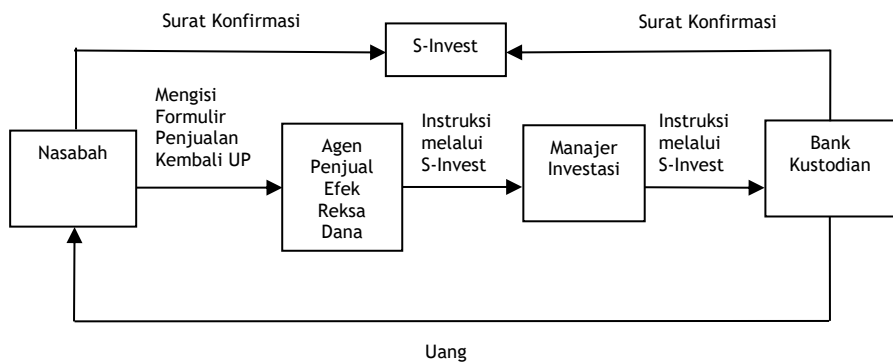 Surat Konfirmasi
Surat Konfirmasi
S-Invest
Mengisi
Formulir
Penjualan
Kembali UP
Instruksi
melalui
S-Invest
Instruksi
melalui
S-Invest
Nasabah
Agen
Penjual
Efek
Reksa
Dana
Manajer
Investasi
Bank
Kustodian
Uang